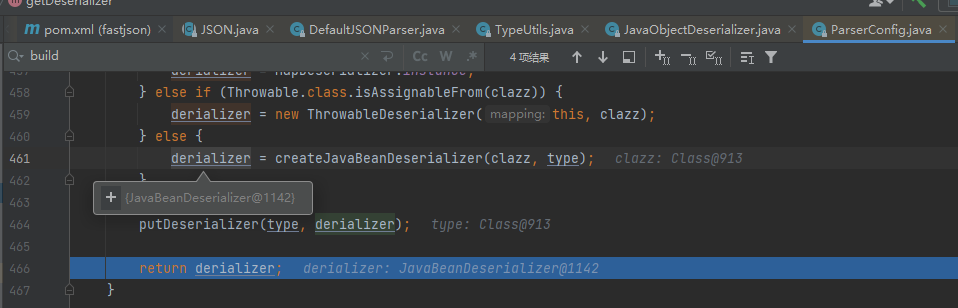 getDeserializer
pom.xml (fastjson) × JSON.java × DefaultJSONParser.java × TypeUtils.java × JavaObjectDeserializer.java × ParserConfig.java ×
build × Cc W .* 4 项结果
457 derializer = MapDeserializer.instance;
458 } else if (Throwable.class.isAssignableFrom(clazz)) {
459 derializer = new ThrowableDeserializer( mapping: this, clazz);
460 } else {
461 derializer = createJavaBeanDeserializer(clazz, type); clazz: Class@913
462 }
+ {JavaBeanDeserializer@1142}
463
464 putDeserializer(type, derializer); type: Class@913
465
466 return derializer; derializer: JavaBeanDeserializer@1142
467 }